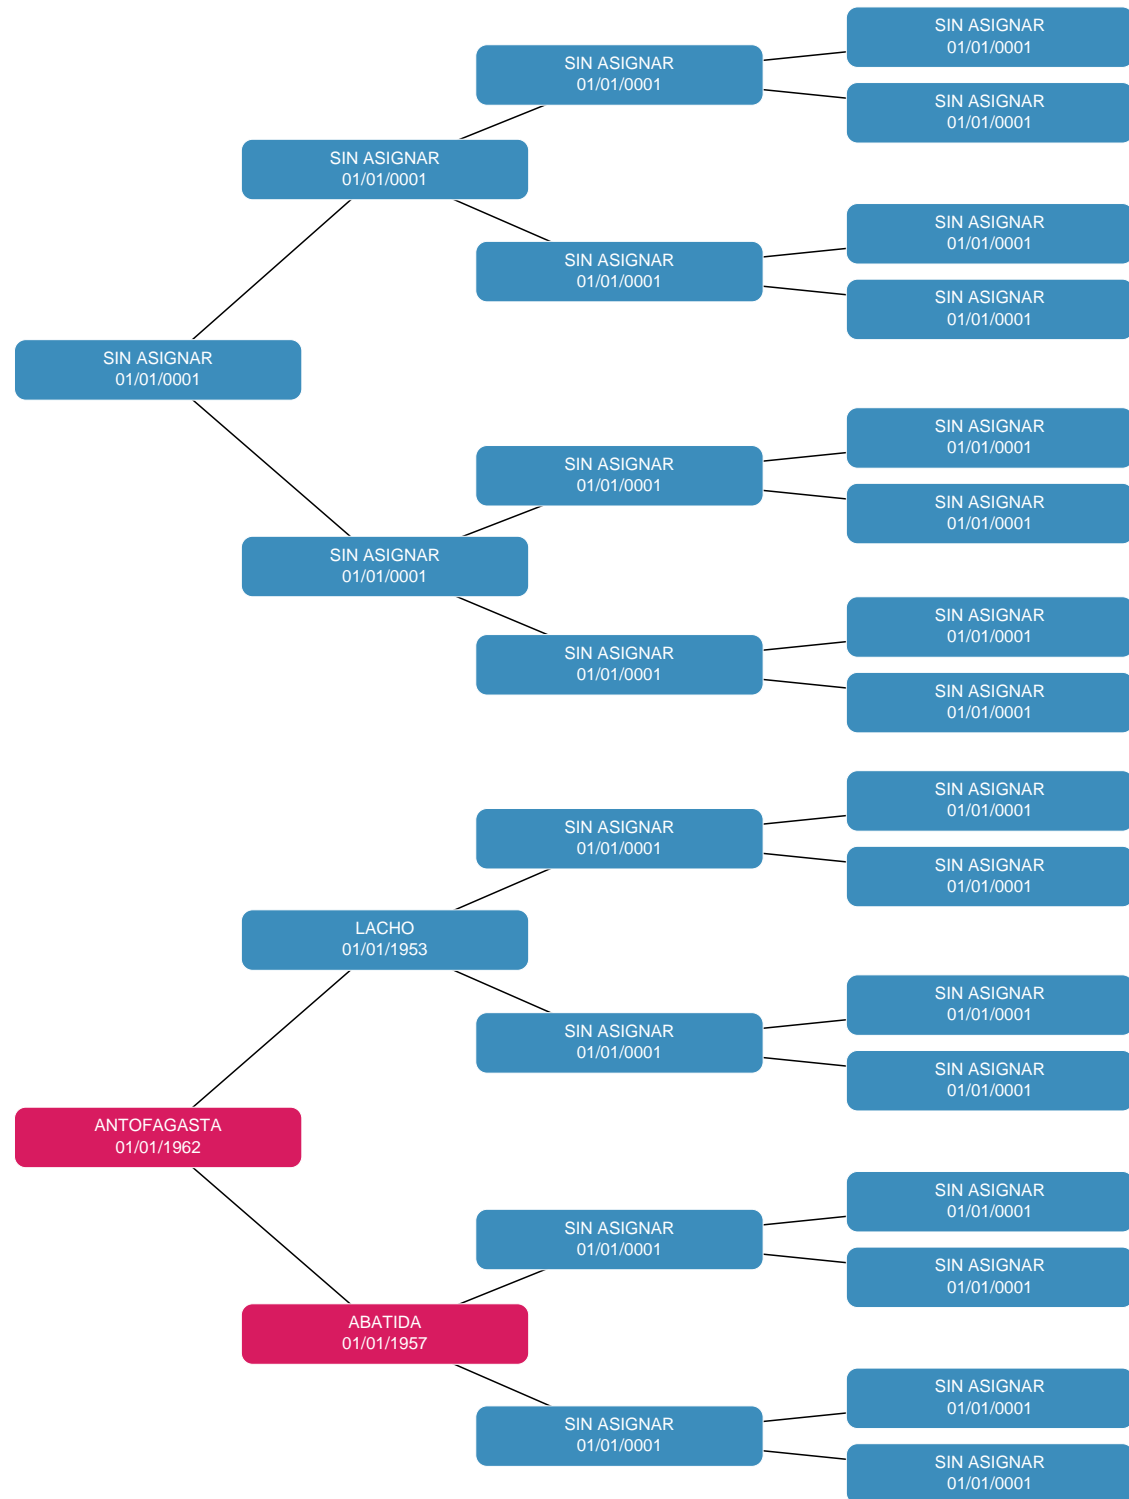 SIN ASIGNAR
01/01/0001
SIN ASIGNAR
01/01/0001
SIN ASIGNAR
01/01/0001
SIN ASIGNAR
01/01/0001
SIN ASIGNAR
01/01/0001
SIN ASIGNAR
01/01/0001
SIN ASIGNAR
01/01/0001
SIN ASIGNAR
01/01/0001
SIN ASIGNAR
01/01/0001
SIN ASIGNAR
01/01/0001
SIN ASIGNAR
01/01/0001
SIN ASIGNAR
01/01/0001
SIN ASIGNAR
01/01/0001
SIN ASIGNAR
01/01/0001
SIN ASIGNAR
01/01/0001
SIN ASIGNAR
01/01/0001
SIN ASIGNAR
01/01/0001
SIN ASIGNAR
01/01/0001
LACHO
01/01/1953
SIN ASIGNAR
01/01/0001
SIN ASIGNAR
01/01/0001
SIN ASIGNAR
01/01/0001
ANTOFAGASTA
01/01/1962
SIN ASIGNAR
01/01/0001
SIN ASIGNAR
01/01/0001
SIN ASIGNAR
01/01/0001
ABATIDA
01/01/1957
SIN ASIGNAR
01/01/0001
SIN ASIGNAR
01/01/0001
SIN ASIGNAR
01/01/0001